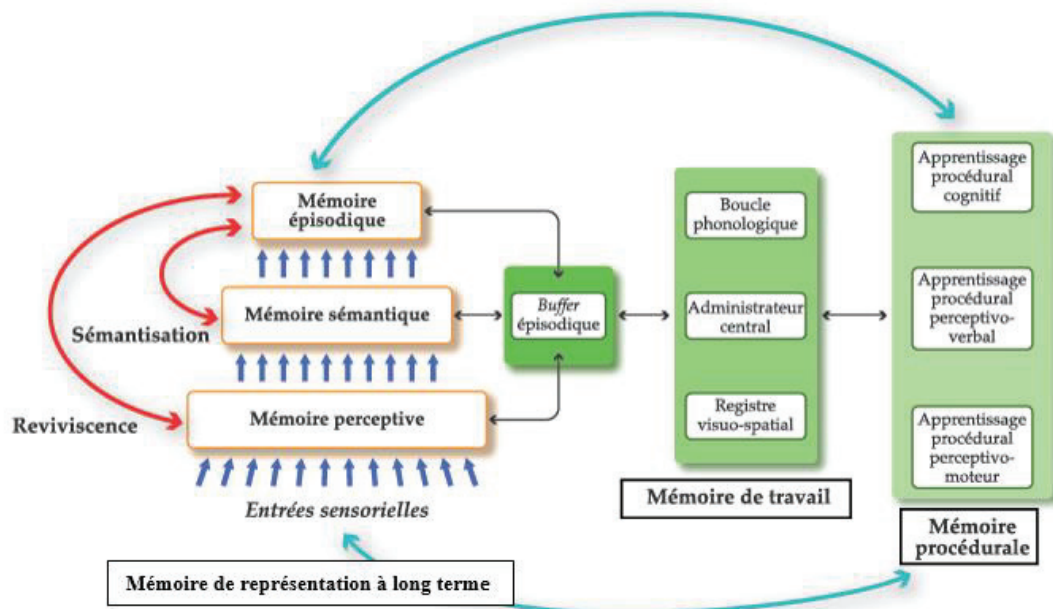 Mémoire
épisodique
Sémantisation
Mémoire sémantique
Reviviscence
Mémoire perceptive
Entrées sensorielles
Mémoire de représentation à long terme
Buffer
épisodique
Boucle
phonologique
Administrateur
central
Registre
visuo-spatial
Mémoire de travail
Apprentissage
procédural
cognitif
Apprentissage
procédural
perceptivo-
verbal
Apprentissage
procédural
perceptivo-
moteur
Mémoire
procédurale